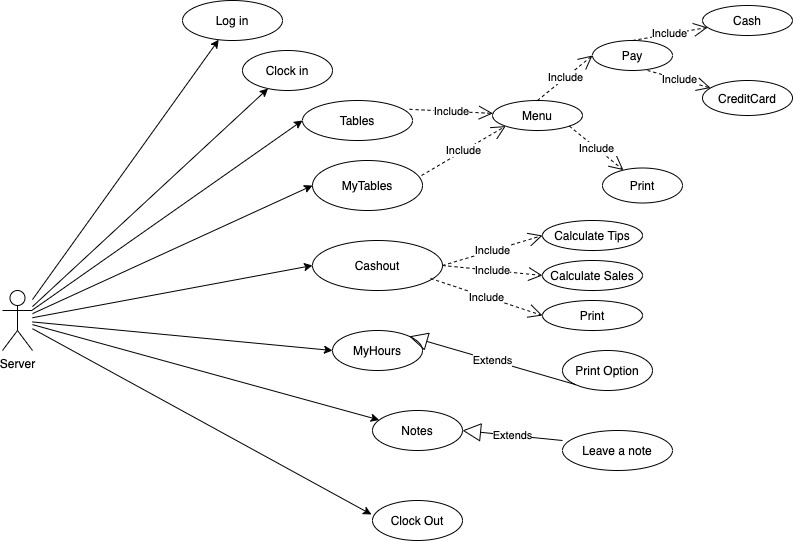 Log in
Cash
Include
Pay
Clock in
Include
Include
CreditCard
Include
Tables
Menu
Include
Include
MyTables
Print
Calculate Tips
Include
Cashout
Include
Calculate Sales
Include
Print
Server
MyHours
Extends
Print Option
Notes
Extends
Leave a note
Clock Out